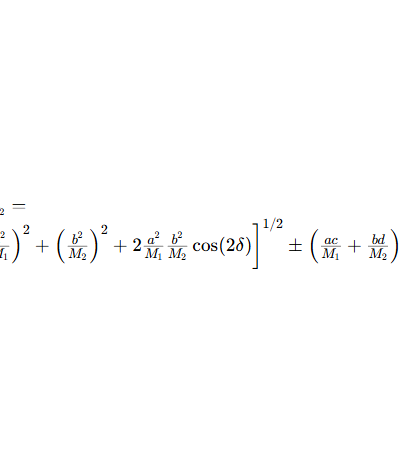 ₂ =
²/M₁)² + (b²/M₂)² + 2 a²/M₁ b²/M₂ cos(2δ)]^{1/2} ± (ac/M₁ + bd/M₂)